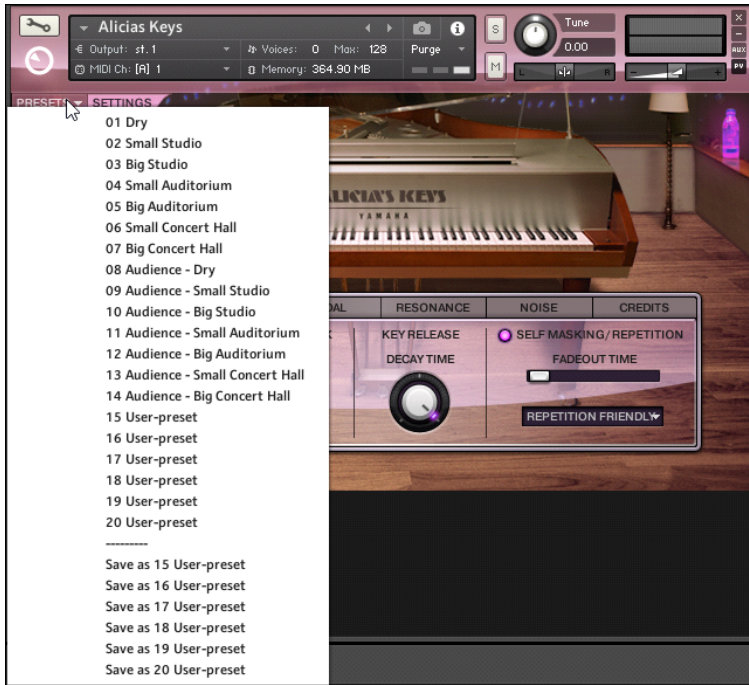 Alicias Keys
Output: st.1
Voices: 0 Max: 128
Purge
MIDI Ch: [A] 1
Memory: 364.90 MB
S
M
Tune
0.00
L R
- +
×
-
AUX
PV
PRESETS
SETTINGS
01 Dry
02 Small Studio
03 Big Studio
04 Small Auditorium
05 Big Auditorium
06 Small Concert Hall
07 Big Concert Hall
08 Audience - Dry
09 Audience - Small Studio
10 Audience - Big Studio
11 Audience - Small Auditorium
12 Audience - Big Auditorium
13 Audience - Small Concert Hall
14 Audience - Big Concert Hall
15 User-preset
16 User-preset
17 User-preset
18 User-preset
19 User-preset
20 User-preset
---------
Save as 15 User-preset
Save as 16 User-preset
Save as 17 User-preset
Save as 18 User-preset
Save as 19 User-preset
Save as 20 User-preset
LICIA'S KEYS
YAMAHA
RESONANCE
NOISE
CREDITS
KEY RELEASE
SELF MASKING/REPETITION
DECAY TIME
FADEOUT TIME
REPETITION FRIENDLY